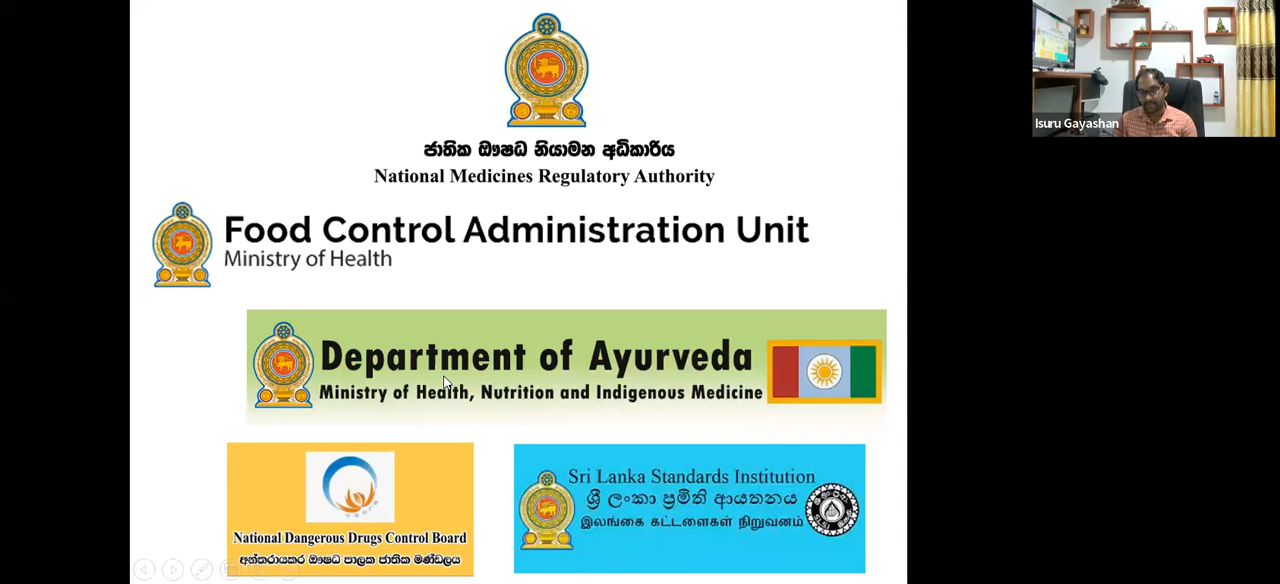 ජාතික ඖෂධ නියාමන අධිකාරිය
National Medicines Regulatory Authority
Food Control Administration Unit
Ministry of Health
Department of Ayurveda
Ministry of Health, Nutrition and Indigenous Medicine
National Dangerous Drugs Control Board
අන්තරායකර ඖෂධ පාලක ජාතික මණ්ඩලය
Sri Lanka Standards Institution
ශ්‍රී ලංකා ප්‍රමිති ආයතනය
இலங்கை கட்டளைகள் நிறுவனம்
Isuru Gayashan